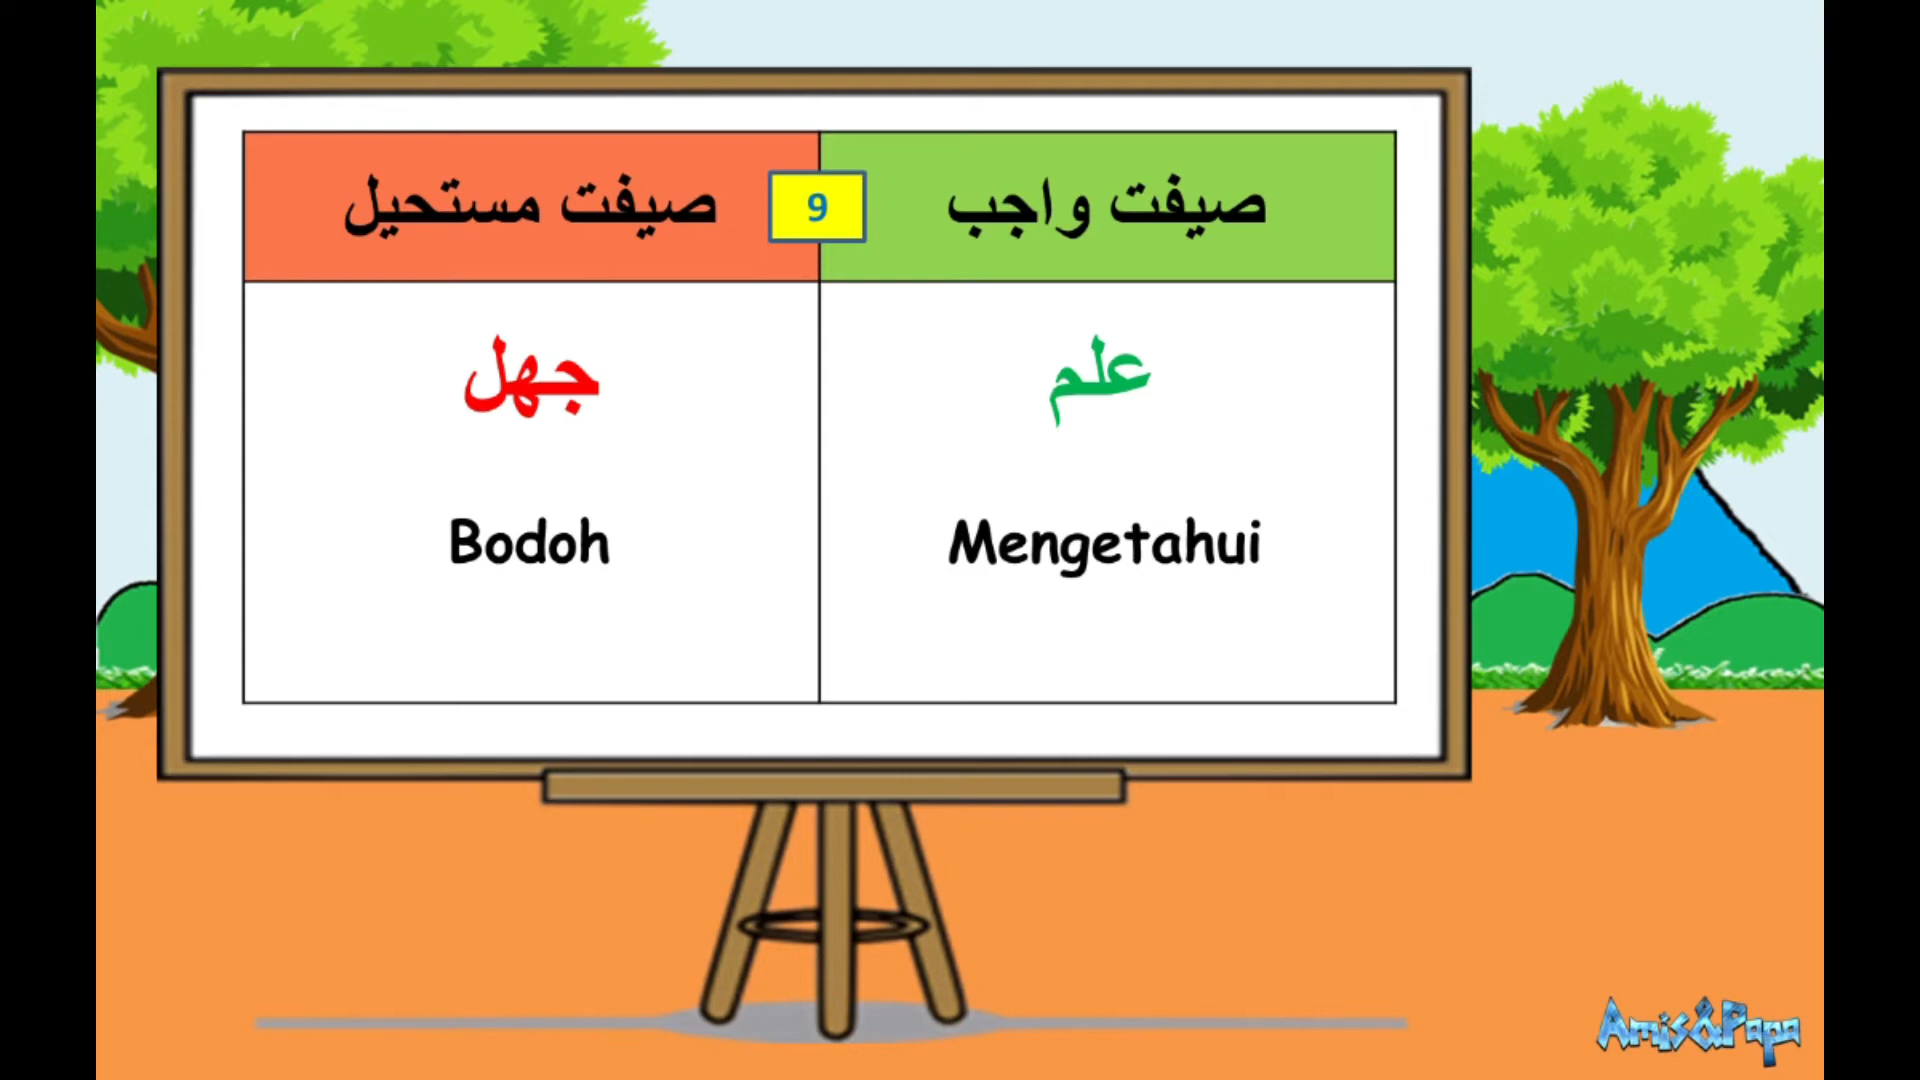 صيفت واجب
9
صيفت مستحيل
علم
جهل
Mengetahui
Bodoh
Amis&Papa